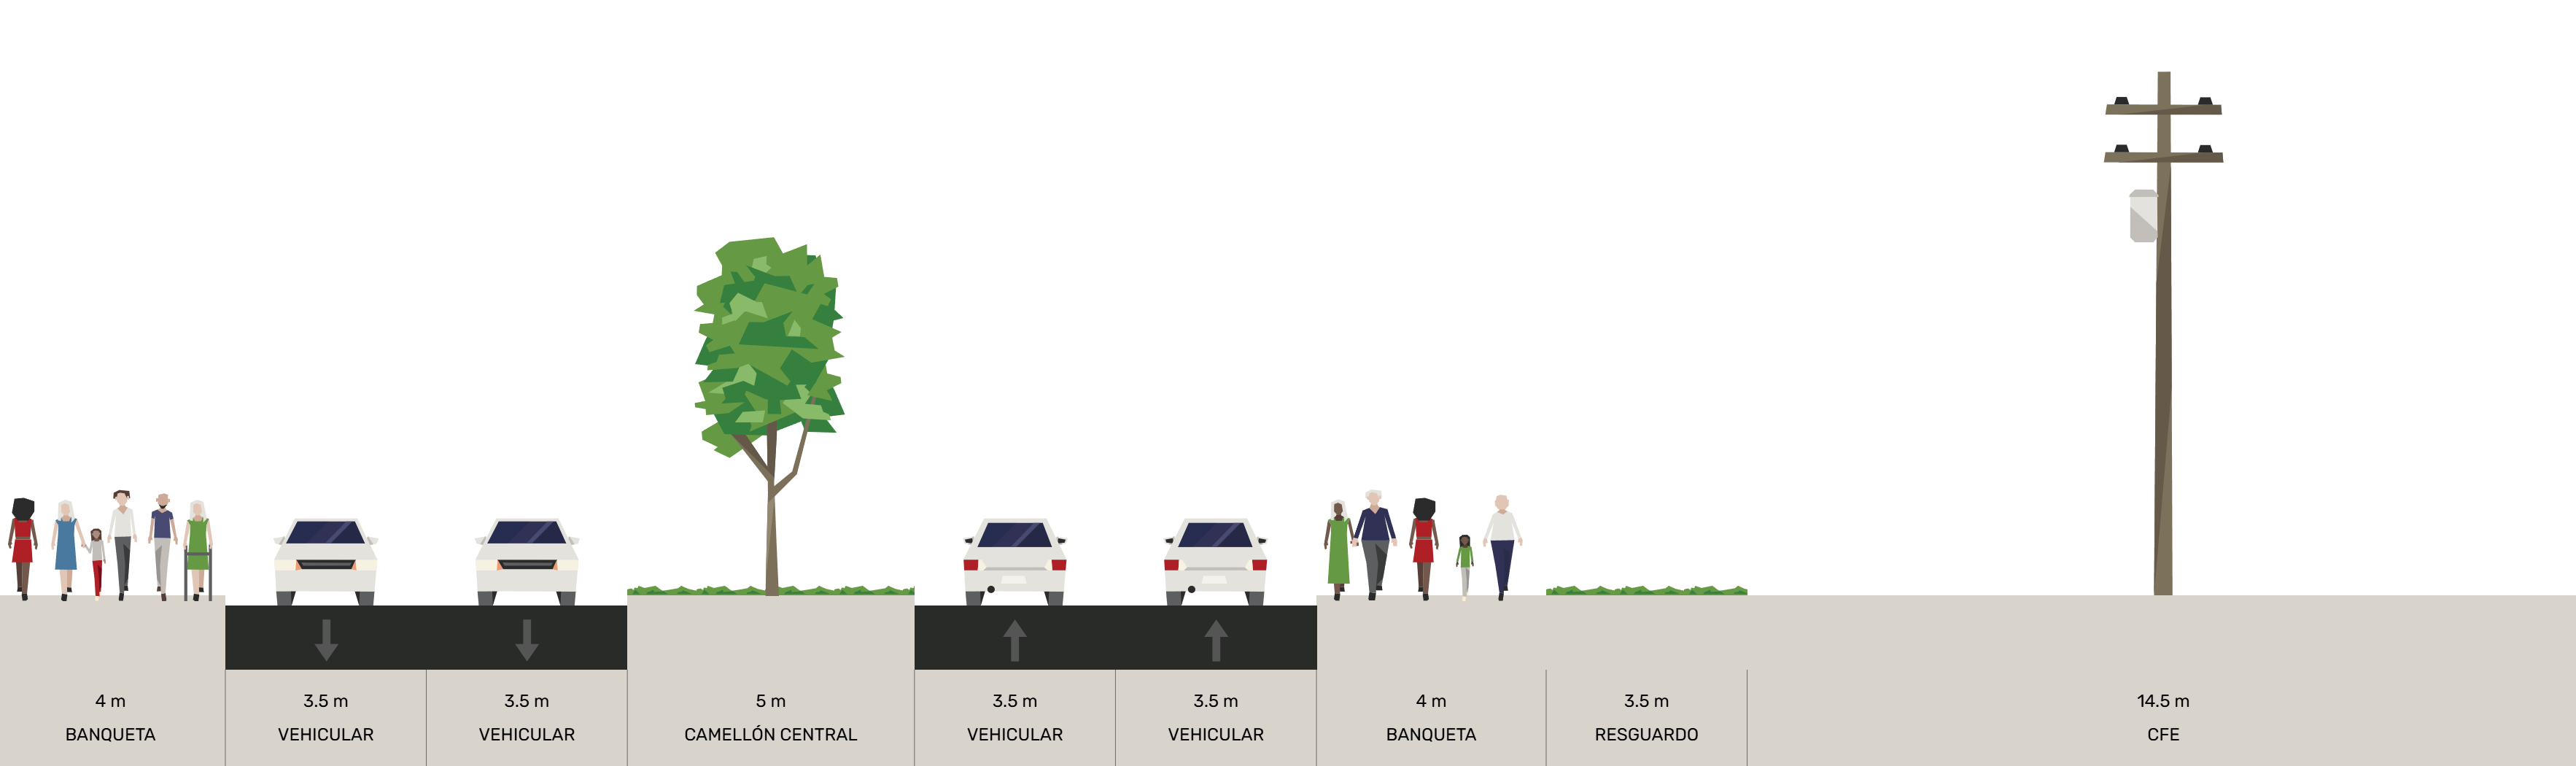 4 m
BANQUETA
3.5 m
VEHICULAR
3.5 m
VEHICULAR
5 m
CAMELLÓN CENTRAL
3.5 m
VEHICULAR
3.5 m
VEHICULAR
4 m
BANQUETA
3.5 m
RESGUARDO
14.5 m
CFE